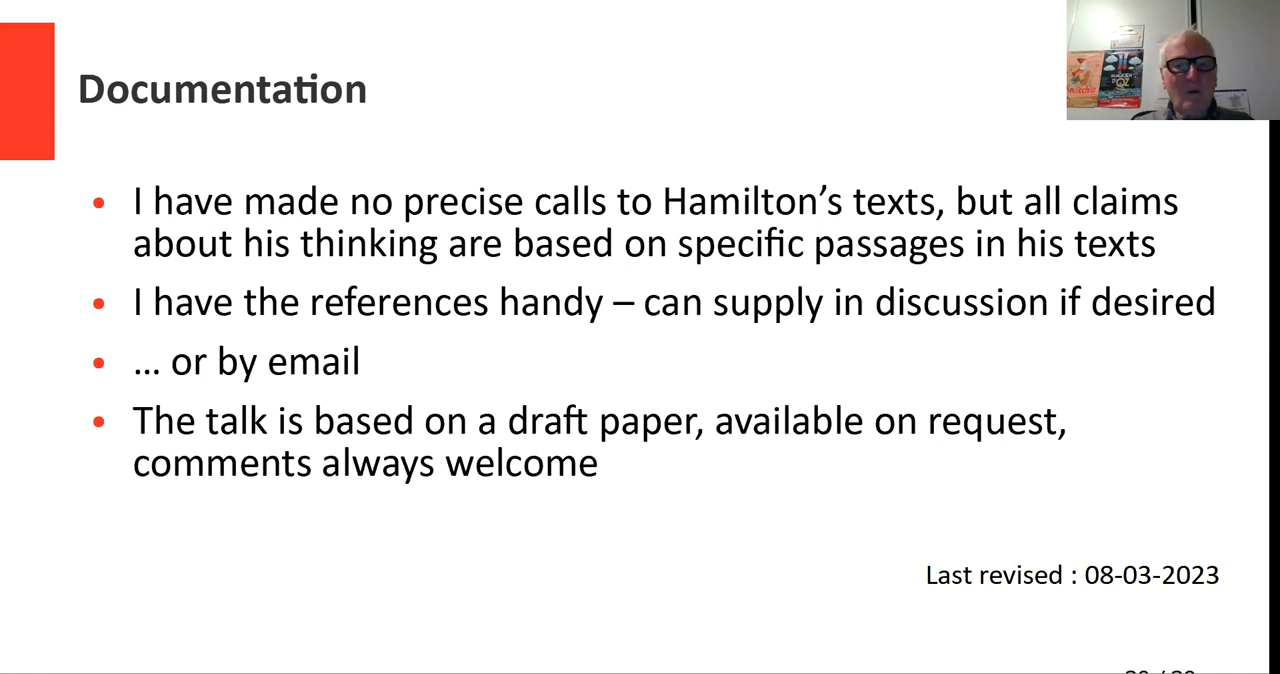 Documentation
I have made no precise calls to Hamilton’s texts, but all claims
about his thinking are based on specific passages in his texts
I have the references handy – can supply in discussion if desired
... or by email
The talk is based on a draft paper, available on request,
comments always welcome
Last revised : 08-03-2023